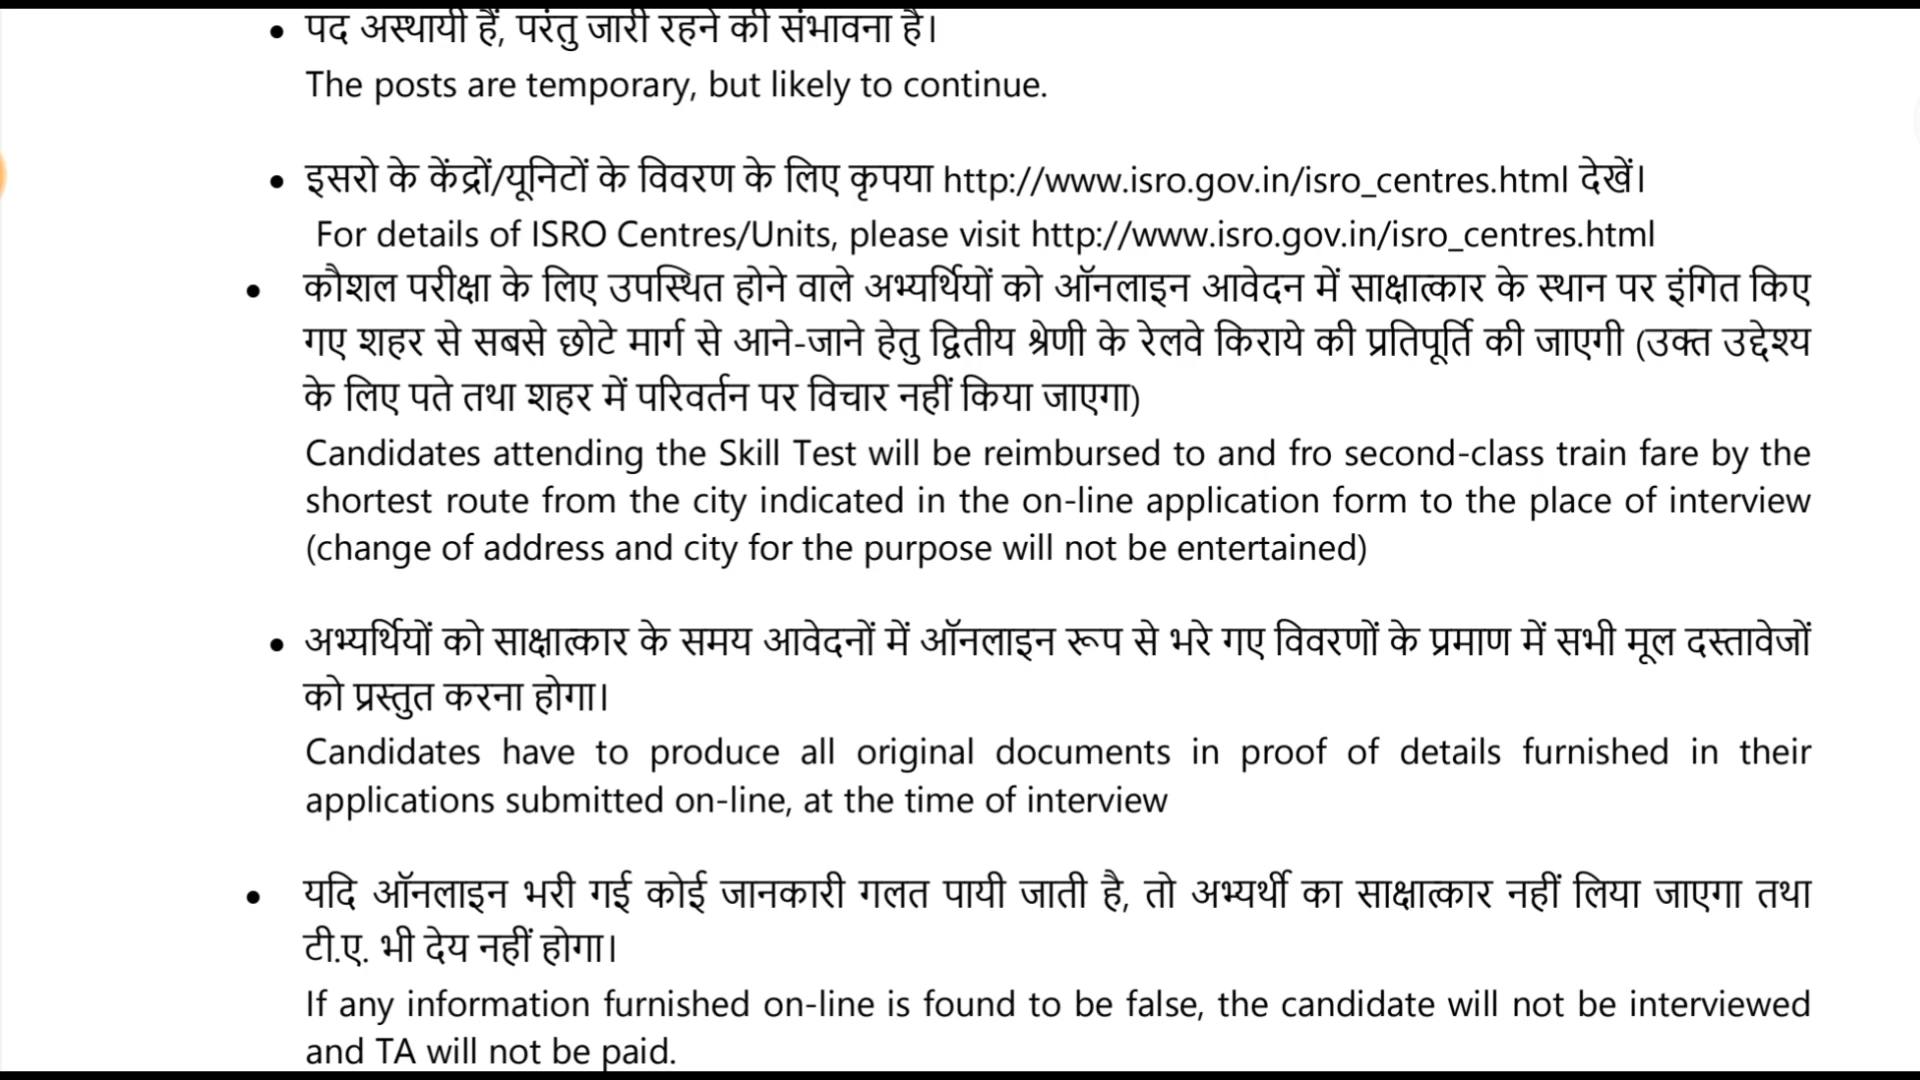 • पद अस्थायी हैं, परंतु जारी रहने की संभावना है।
The posts are temporary, but likely to continue.
• इसरो के केंद्रों/यूनिटों के विवरण के लिए कृपया http://www.isro.gov.in/isro_centres.html देखें।
For details of ISRO Centres/Units, please visit http://www.isro.gov.in/isro_centres.html
• कौशल परीक्षा के लिए उपस्थित होने वाले अभ्यर्थियों को ऑनलाइन आवेदन में साक्षात्कार के स्थान पर इंगित किए
गए शहर से सबसे छोटे मार्ग से आने-जाने हेतु द्वितीय श्रेणी के रेलवे किराये की प्रतिपूर्ति की जाएगी (उक्त उद्देश्य
के लिए पते तथा शहर में परिवर्तन पर विचार नहीं किया जाएगा)
Candidates attending the Skill Test will be reimbursed to and fro second-class train fare by the
shortest route from the city indicated in the on-line application form to the place of interview
(change of address and city for the purpose will not be entertained)
• अभ्यर्थियों को साक्षात्कार के समय आवेदनों में ऑनलाइन रूप से भरे गए विवरणों के प्रमाण में सभी मूल दस्तावेजों
को प्रस्तुत करना होगा।
Candidates have to produce all original documents in proof of details furnished in their
applications submitted on-line, at the time of interview
• यदि ऑनलाइन भरी गई कोई जानकारी गलत पायी जाती है, तो अभ्यर्थी का साक्षात्कार नहीं लिया जाएगा तथा
टी.ए. भी देय नहीं होगा।
If any information furnished on-line is found to be false, the candidate will not be interviewed
and TA will not be paid.